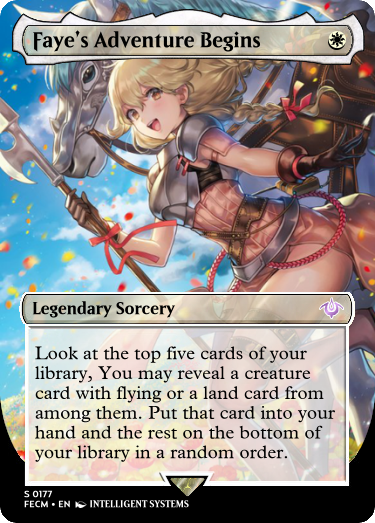 Faye's Adventure Begins
Legendary Sorcery
Look at the top five cards of your
library, You may reveal a creature
card with flying or a land card from
among them. Put that card into your
hand and the rest on the bottom of
your library in a random order.
S 0177
FECM • EN INTELLIGENT SYSTEMS